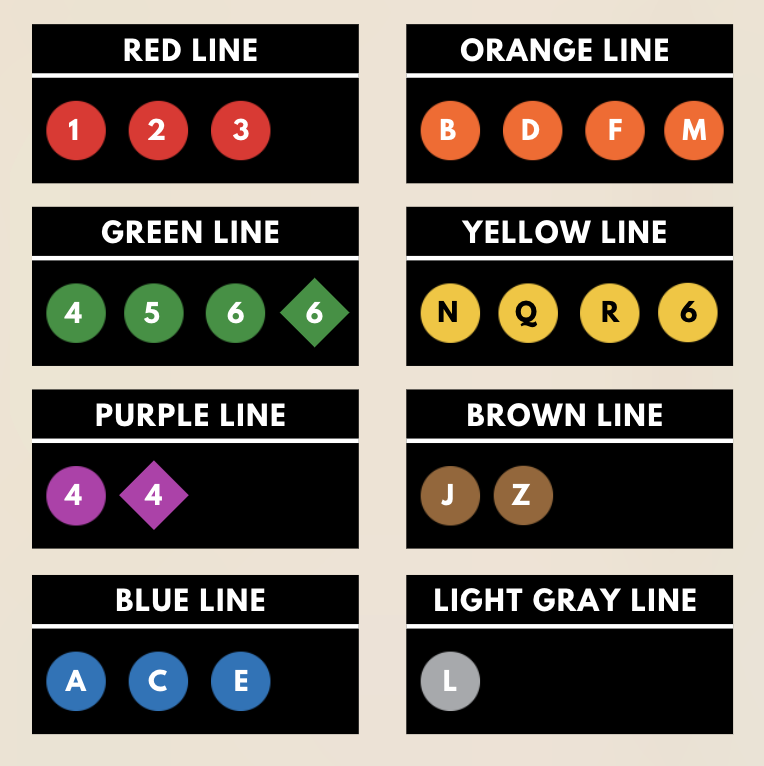 RED LINE
1 2 3
ORANGE LINE
B D F M
GREEN LINE
4 5 6 6
YELLOW LINE
N Q R 6
PURPLE LINE
4 4
BROWN LINE
J Z
BLUE LINE
A C E
LIGHT GRAY LINE
L